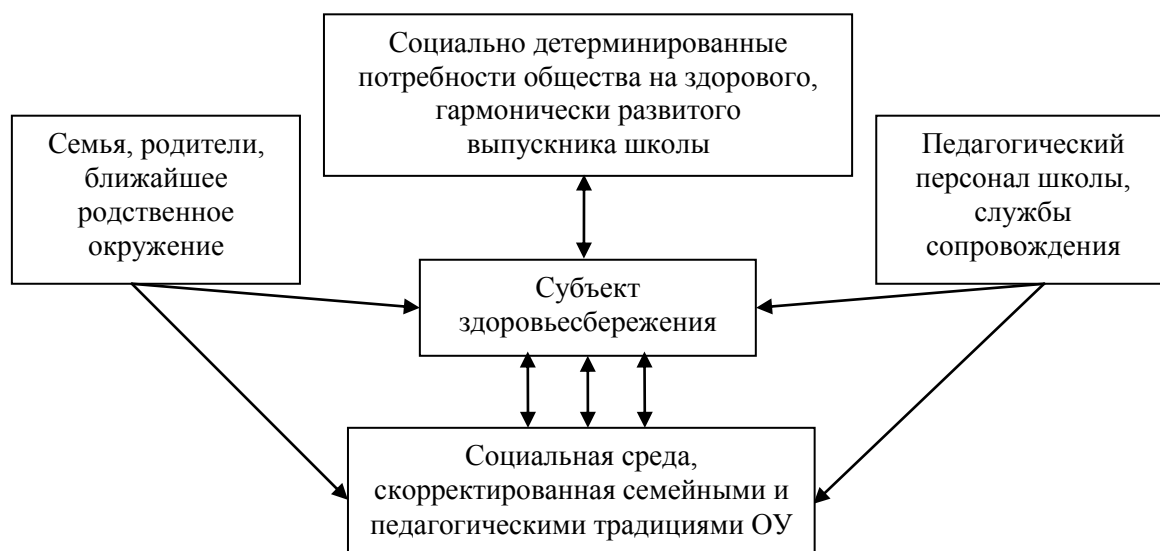 Социально детерминированные
потребности общества на здорового,
гармонически развитого
выпускника школы
Семья, родители,
ближайшее
родственное
окружение
Педагогический
персонал школы,
службы
сопровождения
Субъект
здоровьесбережения
Социальная среда,
скорректированная семейными и
педагогическими традициями ОУ